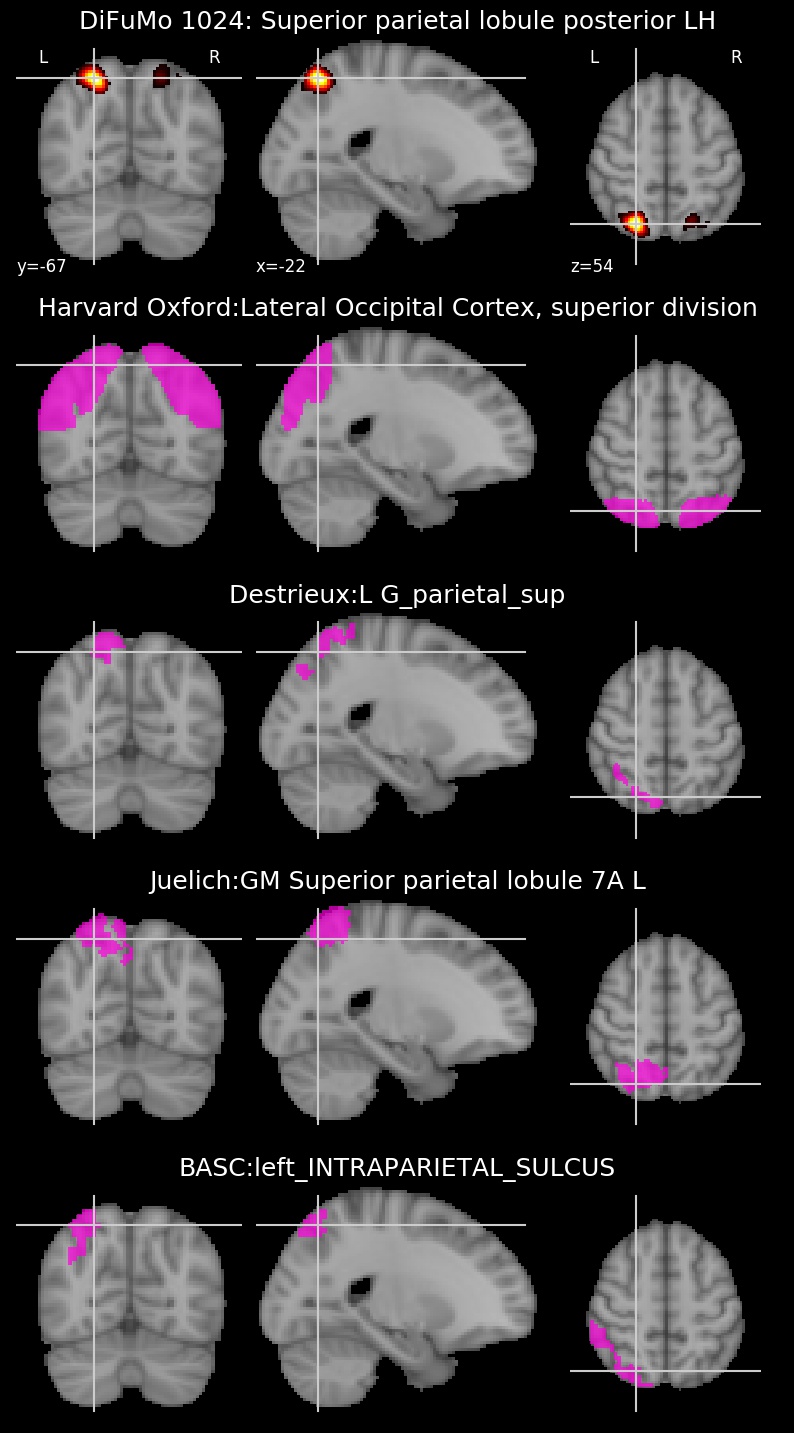 DiFuMo 1024: Superior parietal lobule posterior LH
L R L R
y=-67 x=-22 z=54
Harvard Oxford:Lateral Occipital Cortex, superior division
Destrieux:L G_parietal_sup
Juelich:GM Superior parietal lobule 7A L
BASC:left_INTRAPARIETAL_SULCUS